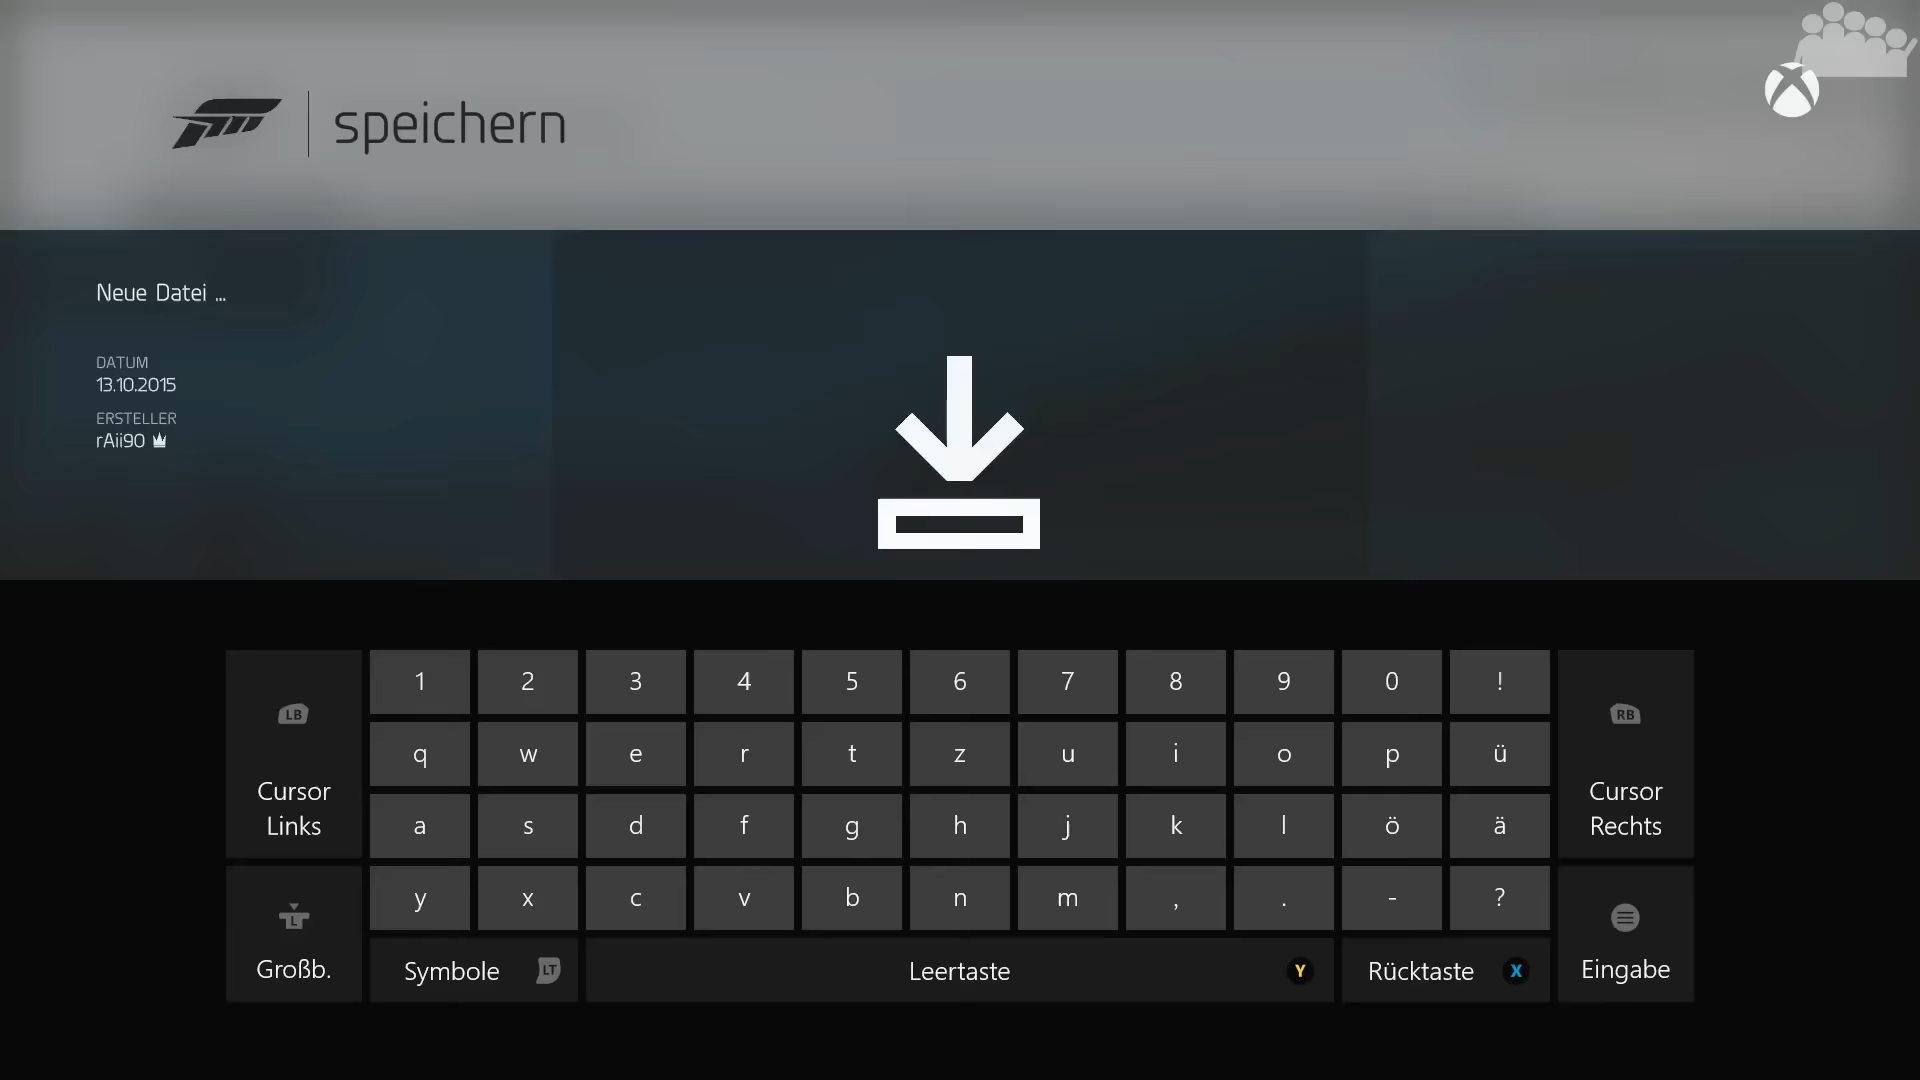 speichern
Neue Datei ...
DATUM
13.10.2015
ERSTELLER
rAii90
1 2 3 4 5 6 7 8 9 0 !
LB
RB
q w e r t z u i o p ü
Cursor
Links
Cursor
Rechts
a s d f g h j k l ö ä
y x c v b n m , . - ?
L
Großb.
Symbole LT
Leertaste Y
Rücktaste X
Eingabe